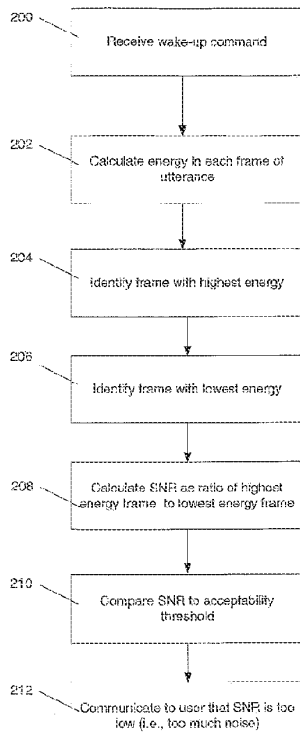 200
Receive wake-up command
202
Calculate energy in each frame of
utterance
204
Identify frame with highest energy
206
Identify frame with lowest energy
208
Calculate SNR as ratio of highest
energy frame to lowest energy frame
210
Compare SNR to acceptability
threshold
212
Communicate to user that SNR is too
low (i.e., too much noise)